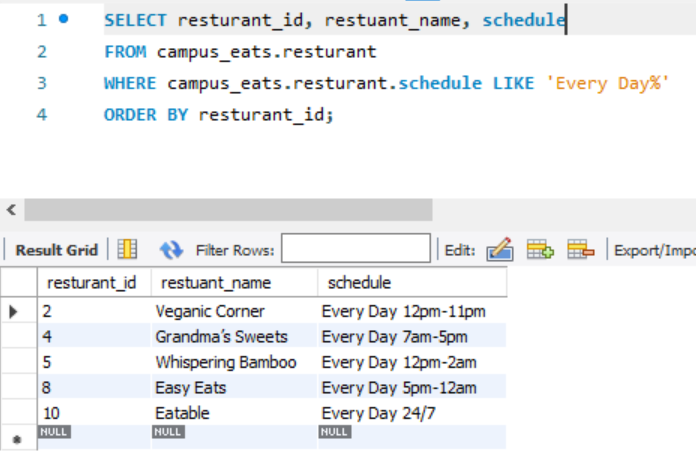 1 SELECT resturant_id, restuant_name, schedule
2 FROM campus_eats.resturant
3 WHERE campus_eats.resturant.schedule LIKE 'Every Day%'
4 ORDER BY resturant_id;
Result Grid Filter Rows: Edit: Export/Impo
resturant_id restuant_name schedule
2 Veganic Corner Every Day 12pm-11pm
4 Grandma's Sweets Every Day 7am-5pm
5 Whispering Bamboo Every Day 12pm-2am
8 Easy Eats Every Day 5pm-12am
10 Eatable Every Day 24/7
NULL NULL NULL